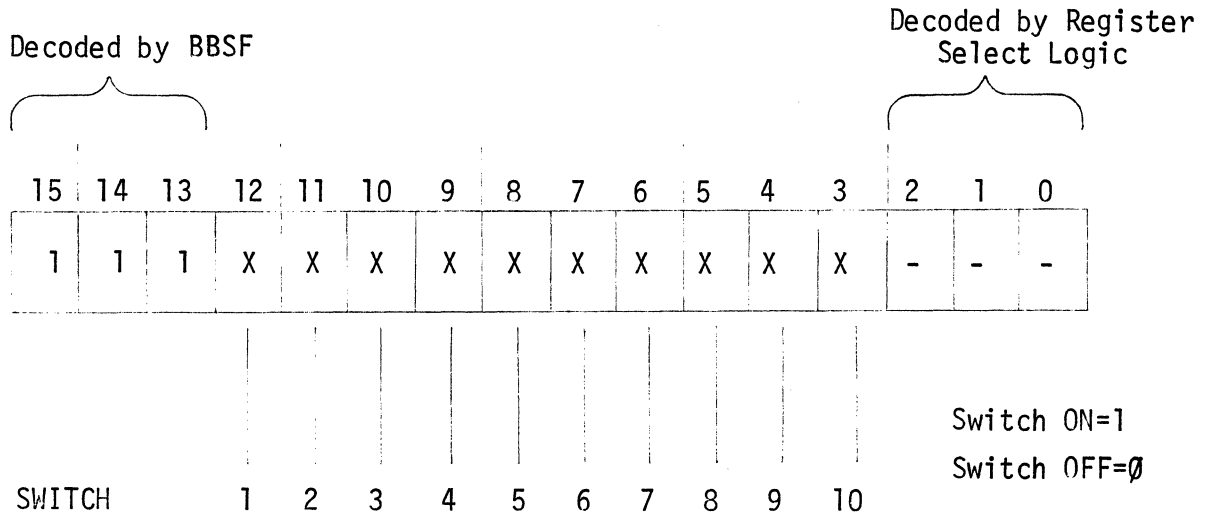 Decoded by BBSF
Decoded by Register
Select Logic
15 14 13 12 11 10 9 8 7 6 5 4 3 2 1 0
1 1 1 X X X X X X X X X X - - -
Switch ON=1
Switch OFF=Ø
SWITCH 1 2 3 4 5 6 7 8 9 10